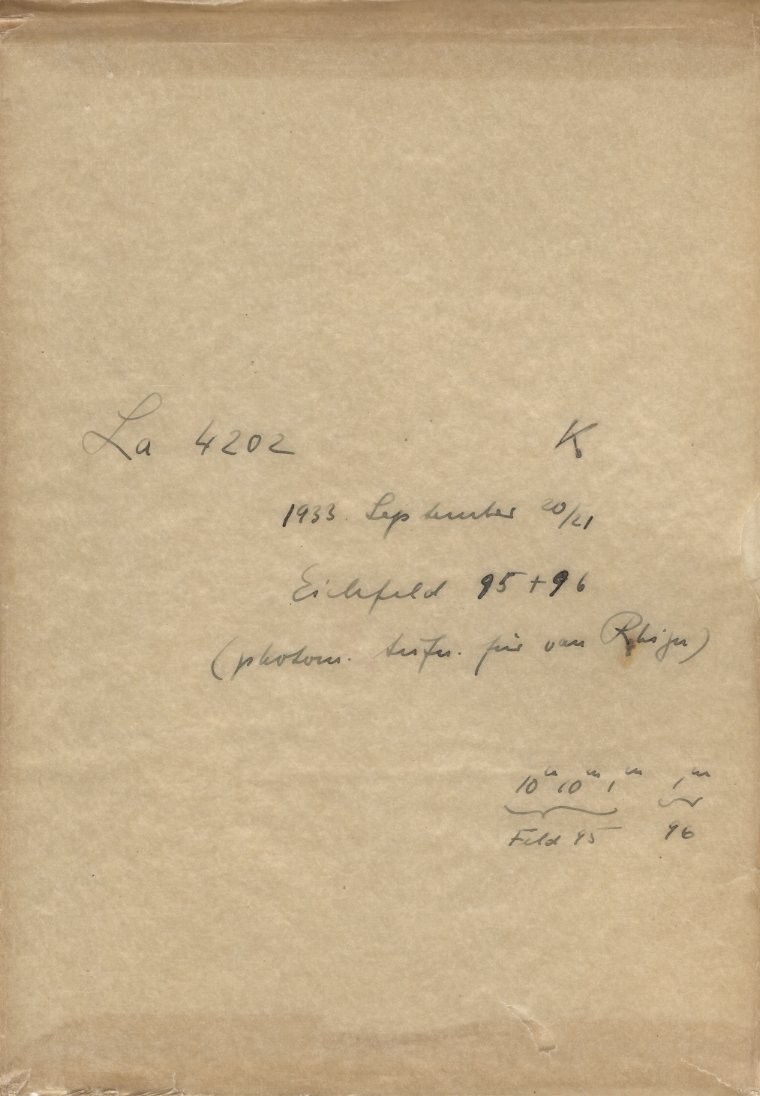 La 4202 K
1933. September 20/21
Eichfeld 95+96
(photom. Aufn. für van Rhijn)
10ᵐ 10ᵐ 1ᵐ 1ᵐ
Feld 95 96